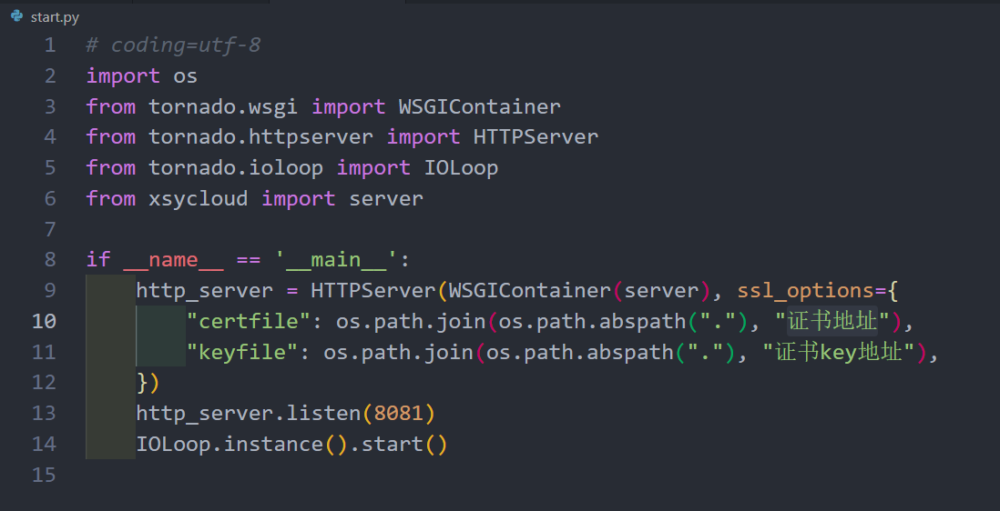 start.py
1 # coding=utf-8
2 import os
3 from tornado.wsgi import WSGIContainer
4 from tornado.httpserver import HTTPServer
5 from tornado.ioloop import IOLoop
6 from xsycloud import server
7
8 if __name__ == '__main__':
9     http_server = HTTPServer(WSGIContainer(server), ssl_options={
10         "certfile": os.path.join(os.path.abspath("."), "证书地址"),
11         "keyfile": os.path.join(os.path.abspath("."), "证书key地址"),
12     })
13     http_server.listen(8081)
14     IOLoop.instance().start()
15